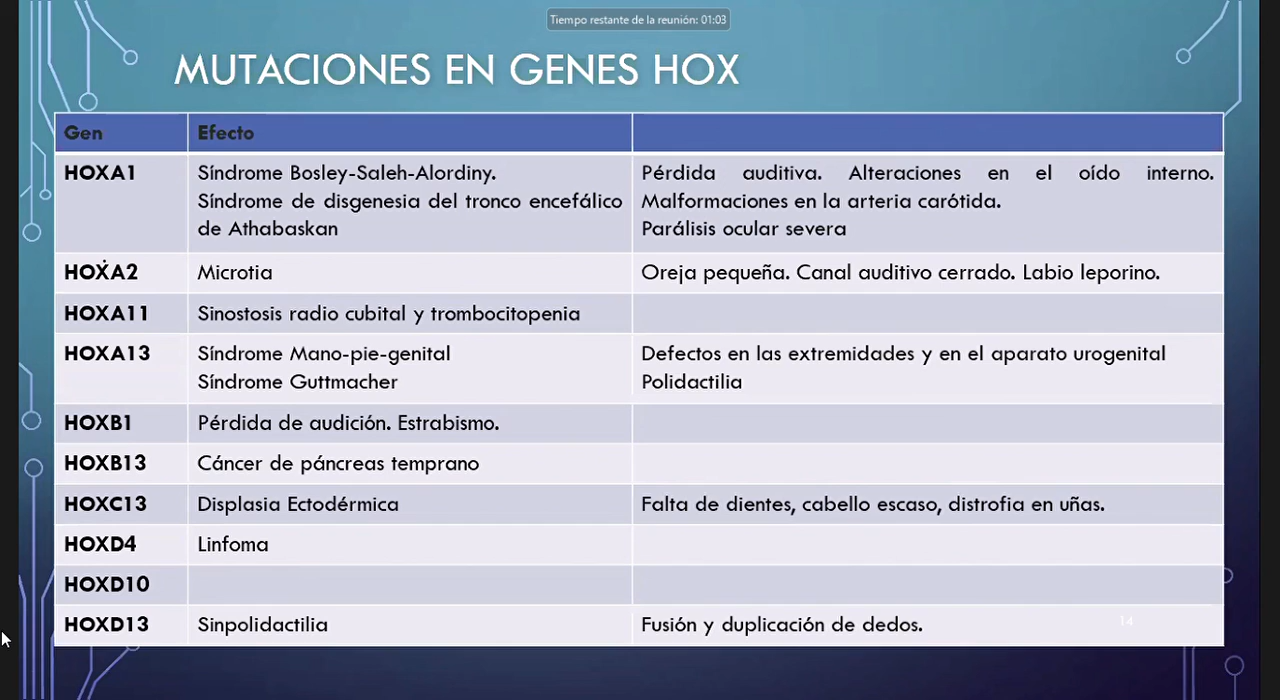 Tiempo restante de la reunión: 01:03
MUTACIONES EN GENES HOX
Gen Efecto
HOXA1 Síndrome Bosley-Saleh-Alordiny. Pérdida auditiva. Alteraciones en el oído interno.
Síndrome de disgenesia del tronco encefálico Malformaciones en la arteria carótida.
de Athabaskan Parálisis ocular severa
HOXA2 Microtia Oreja pequeña. Canal auditivo cerrado. Labio leporino.
HOXA11 Sinostosis radio cubital y trombocitopenia
HOXA13 Síndrome Mano-pie-genital Defectos en las extremidades y en el aparato urogenital
Síndrome Guttmacher Polidactilia
HOXB1 Pérdida de audición. Estrabismo.
HOXB13 Cáncer de páncreas temprano
HOXC13 Displasia Ectodérmica Falta de dientes, cabello escaso, distrofia en uñas.
HOXD4 Linfoma
HOXD10
HOXD13 Sinpolidactilia Fusión y duplicación de dedos.
14